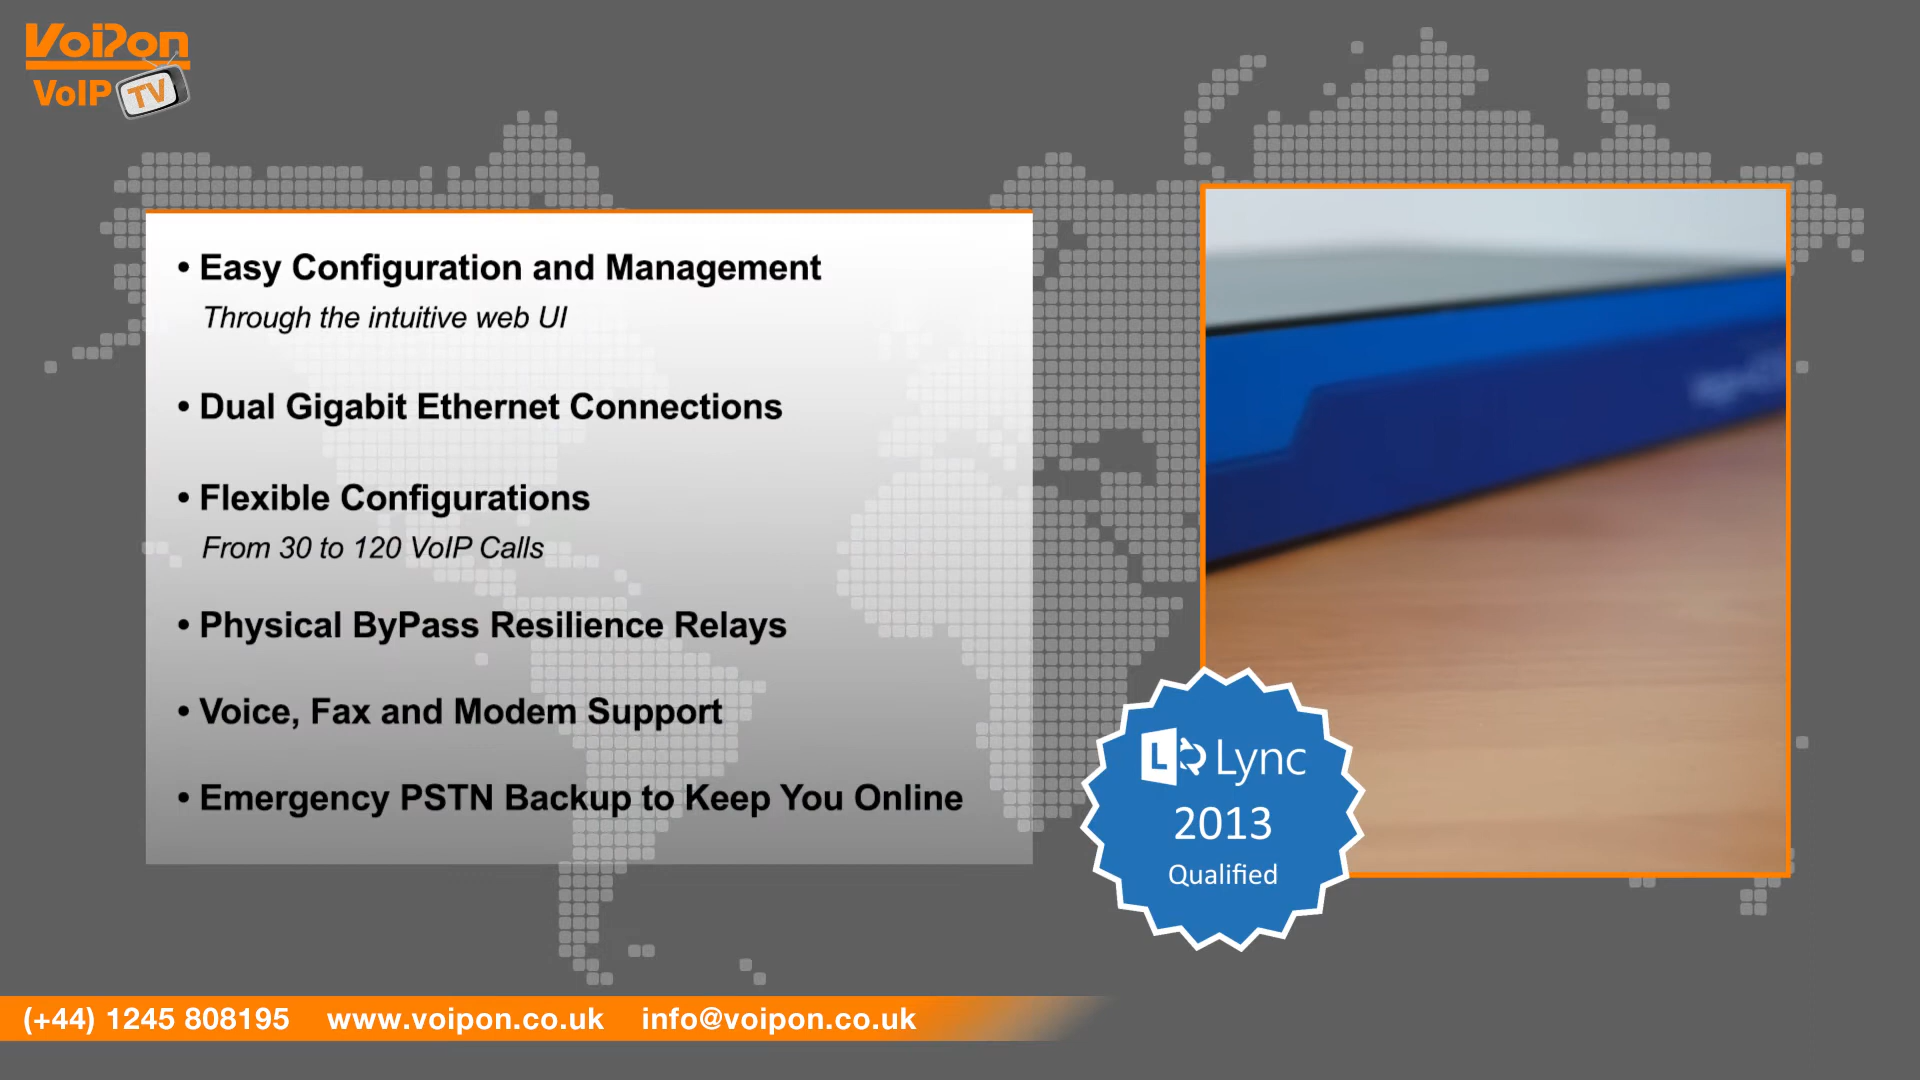 VoiPon
VoIP TV
• Easy Configuration and Management
Through the intuitive web UI
• Dual Gigabit Ethernet Connections
• Flexible Configurations
From 30 to 120 VoIP Calls
• Physical ByPass Resilience Relays
• Voice, Fax and Modem Support
• Emergency PSTN Backup to Keep You Online
L Lync
2013
Qualified
(+44) 1245 808195 www.voipon.co.uk info@voipon.co.uk